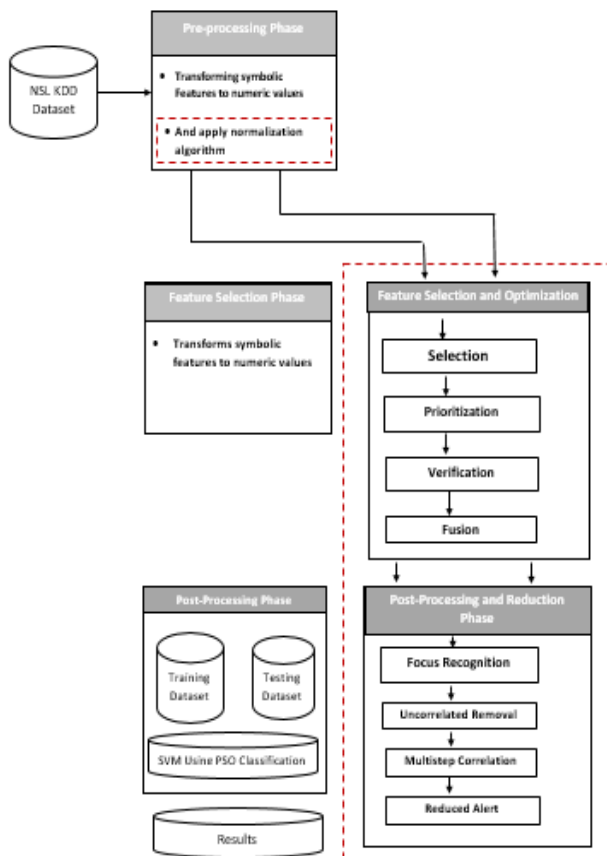 Pre-processing Phase
NSL KDD
Dataset
• Transforming symbolic
Features to numeric values
• And apply normalization
algorithm
Feature Selection Phase
• Transforms symbolic
features to numeric values
Feature Selection and Optimization
Selection
Prioritization
Verification
Fusion
Post-Processing Phase
Training
Dataset
Testing
Dataset
SVM Using PSO Classification
Results
Post-Processing and Reduction
Phase
Focus Recognition
Uncorrelated Removal
Multistep Correlation
Reduced Alert